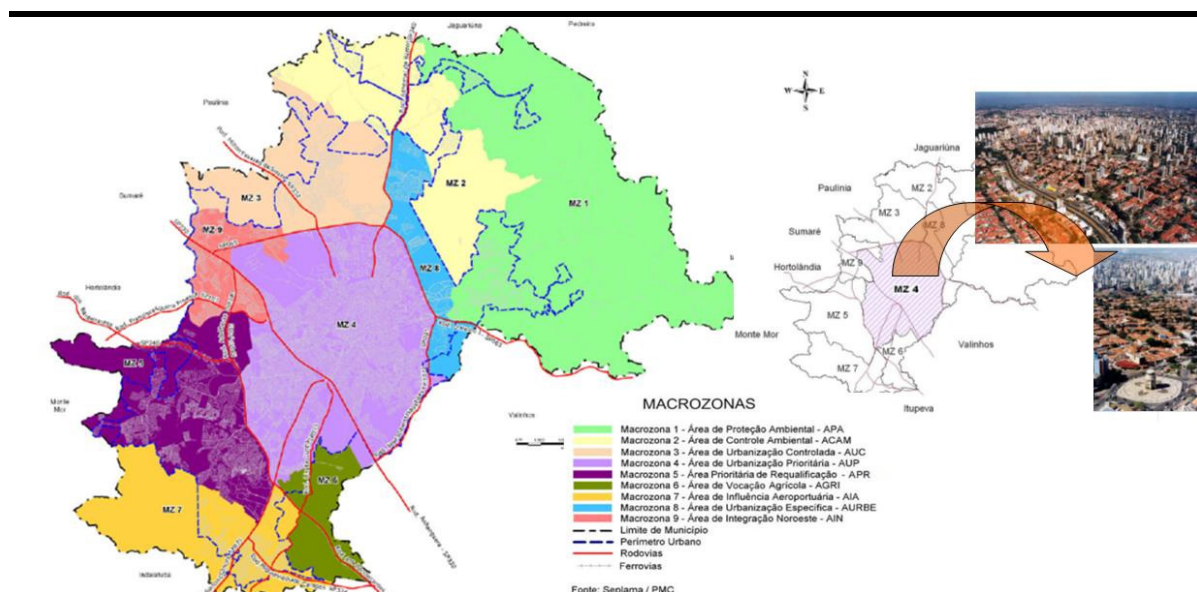 Jaguariúna
Pedreira
Paulínia
Sumaré
Hortolândia
Monte Mor
Indaiatuba
Valinhos
MZ 1
MZ 2
MZ 3
MZ 9
MZ 8
MZ 4
MZ 5
MZ 6
MZ 7
N
W E
S
Jaguariúna
Paulínia
MZ 2
MZ 3
MZ 8
Sumaré
MZ 9
Hortolândia
MZ 4
MZ 5
Monte Mor
Valinhos
MZ 6
MZ 7
Itupeva
MACROZONAS
Macrozona 1 - Área de Proteção Ambiental - APA
Macrozona 2 - Área de Controle Ambiental - ACAM
Macrozona 3 - Área de Urbanização Controlada - AUC
Macrozona 4 - Área de Urbanização Prioritária - AUP
Macrozona 5 - Área Prioritária de Requalificação - APR
Macrozona 6 - Área de Vocação Agrícola - AGRI
Macrozona 7 - Área de Influência Aeroportuária - AIA
Macrozona 8 - Área de Urbanização Específica - AURBE
Macrozona 9 - Área de Integração Noroeste - AIN
Limite de Município
Perímetro Urbano
Rodovias
Ferrovias
Fonte: Seplama / PMC